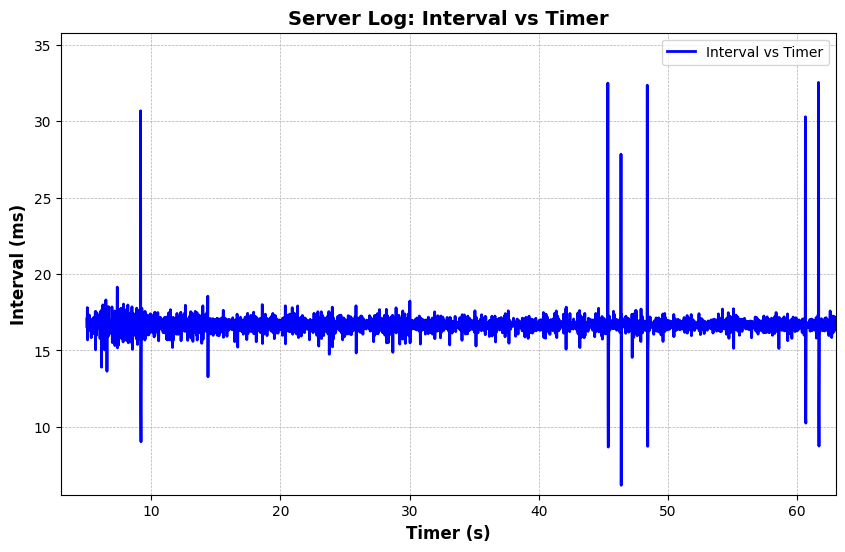 Server Log: Interval vs Timer
Interval vs Timer
35
30
25
20
15
10
Interval (ms)
10 20 30 40 50 60
Timer (s)